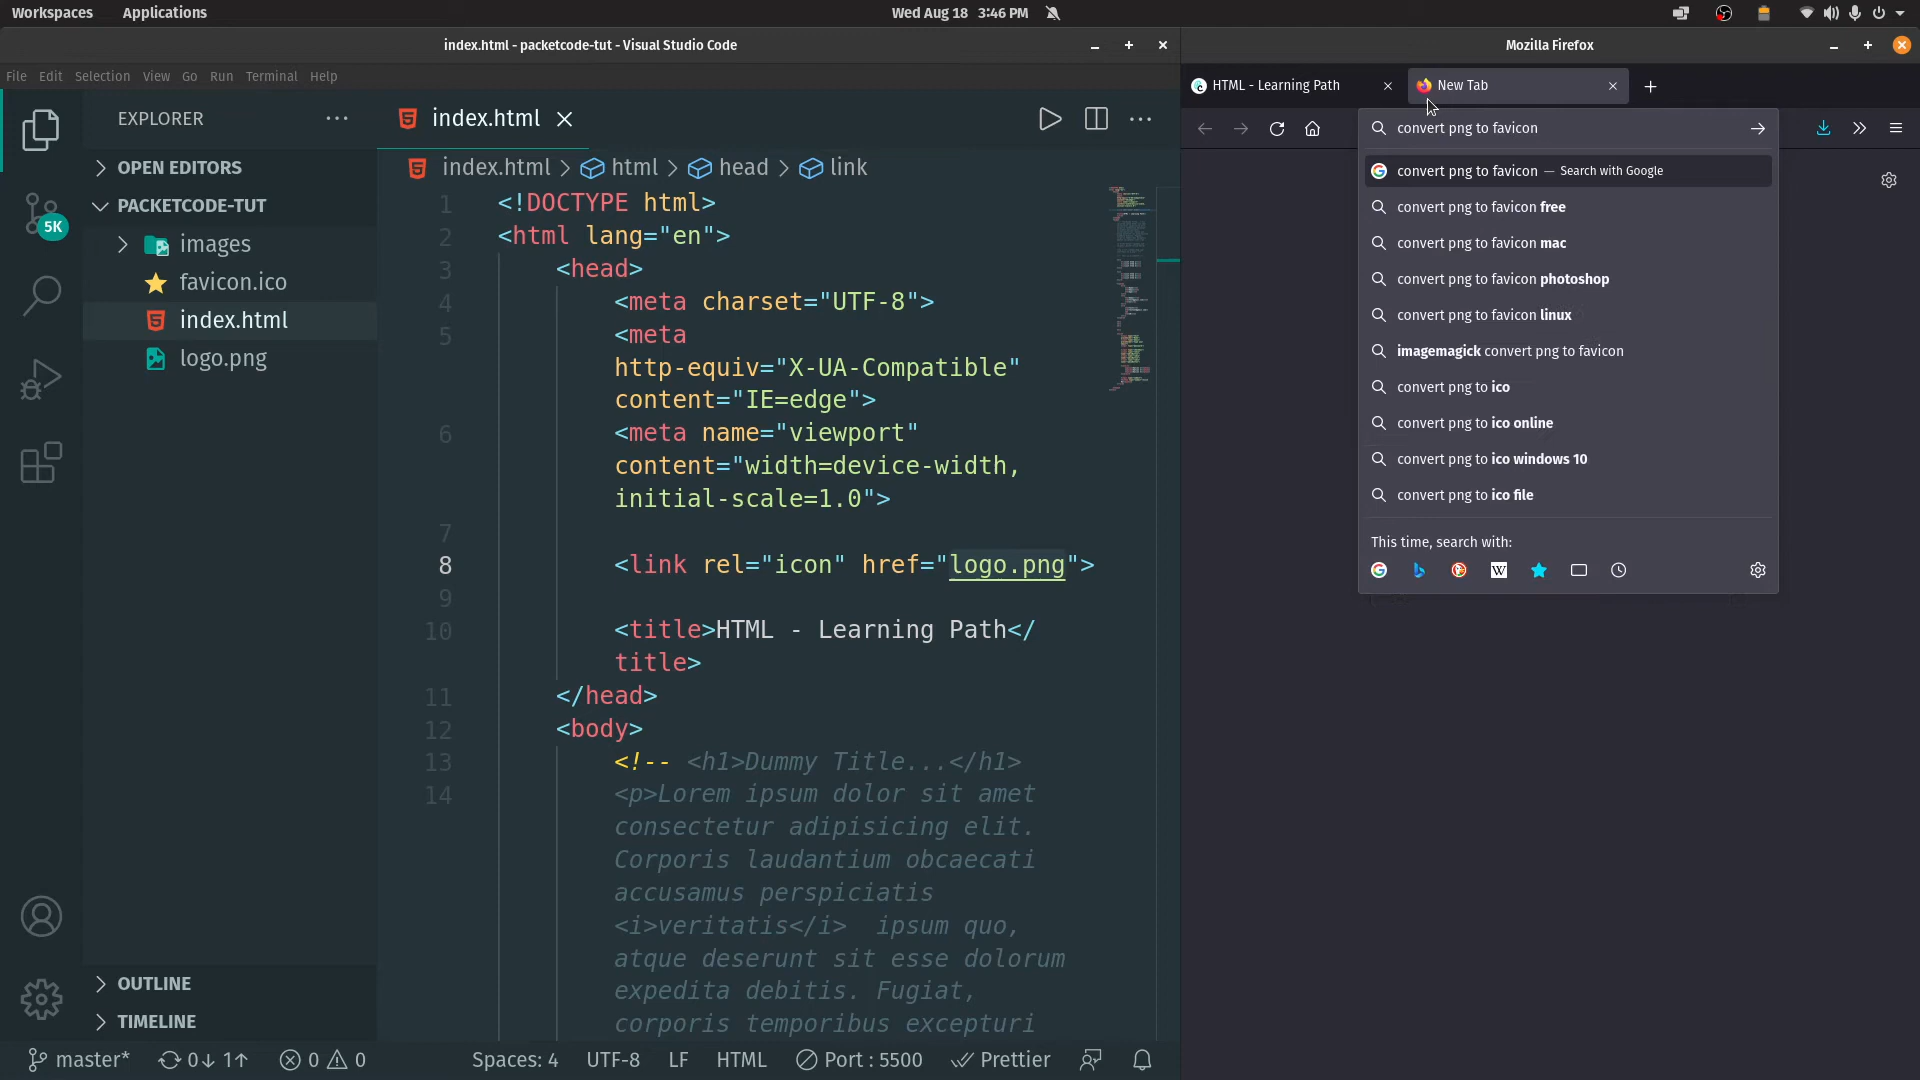 Workspaces Applications Wed Aug 18 3:46 PM
index.html - packetcode-tut - Visual Studio Code
File Edit Selection View Go Run Terminal Help
EXPLORER
OPEN EDITORS
PACKETCODE-TUT
images
favicon.ico
index.html
logo.png
5K
OUTLINE
TIMELINE
index.html
index.html > html > head > link
1 <!DOCTYPE html>
2 <html lang="en">
3 <head>
4 <meta charset="UTF-8">
5 <meta
http-equiv="X-UA-Compatible"
content="IE=edge">
6 <meta name="viewport"
content="width=device-width,
initial-scale=1.0">
7
8 <link rel="icon" href="logo.png">
9
10 <title>HTML - Learning Path</
title>
11 </head>
12 <body>
13 <!-- <h1>Dummy Title...</h1>
14 <p>Lorem ipsum dolor sit amet
consectetur adipisicing elit.
Corporis laudantium obcaecati
accusamus perspiciatis
<i>veritatis</i> ipsum quo,
atque deserunt sit esse dolorum
expedita debitis. Fugiat,
corporis temporibus excepturi
master* 0↓ 1↑ 0 0 Spaces: 4 UTF-8 LF HTML Port : 5500 Prettier
Mozilla Firefox
HTML - Learning Path New Tab
convert png to favicon
convert png to favicon — Search with Google
convert png to favicon free
convert png to favicon mac
convert png to favicon photoshop
convert png to favicon linux
imagemagick convert png to favicon
convert png to ico
convert png to ico online
convert png to ico windows 10
convert png to ico file
This time, search with: